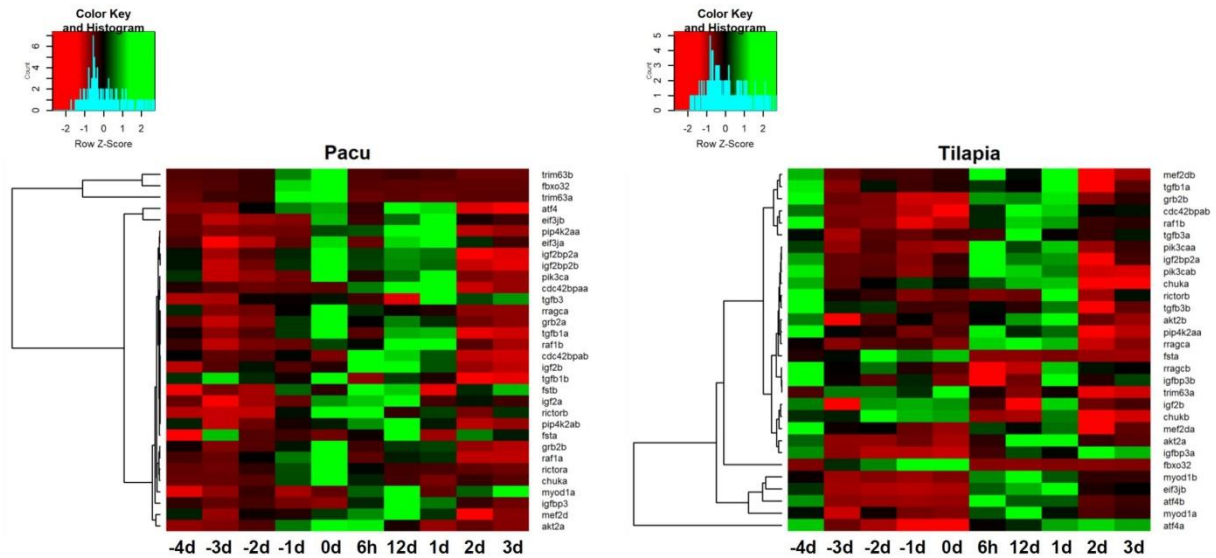 Color Key
and Histogram
Count
0 1 2 3 4 6
-2 -1 0 1 2
Row Z-Score
Pacu
trim63b
fbxo32
trim63a
atf4
eif3jb
pip4k2aa
eif3ja
igf2bp2a
igf2bp2b
pik3ca
cdc42bpaa
tgfb3
rragca
grb2a
tgfb1a
raf1b
cdc42bpab
igf2b
tgfb1b
fstb
igf2a
rictorb
pip4k2ab
fsta
grb2b
raf1a
rictora
chuka
myod1a
igfbp3
mef2d
akt2a
-4d -3d -2d -1d 0d 6h 12d 1d 2d 3d
Color Key
and Histogram
Count
0 1 2 3 4 5
-2 -1 0 1 2
Row Z-Score
Tilapia
mef2db
tgfb1a
grb2b
cdc42bpab
raf1b
tgfb3a
pik3caa
igf2bp2a
pik3cab
chuka
rictorb
tgfb3b
akt2b
pip4k2aa
rragca
fsta
rragcb
igfbp3b
trim63a
igf2b
chukb
mef2da
akt2a
igfbp3a
fbxo32
myod1b
eif3jb
atf4b
myod1a
atf4a
-4d -3d -2d -1d 0d 6h 12d 1d 2d 3d